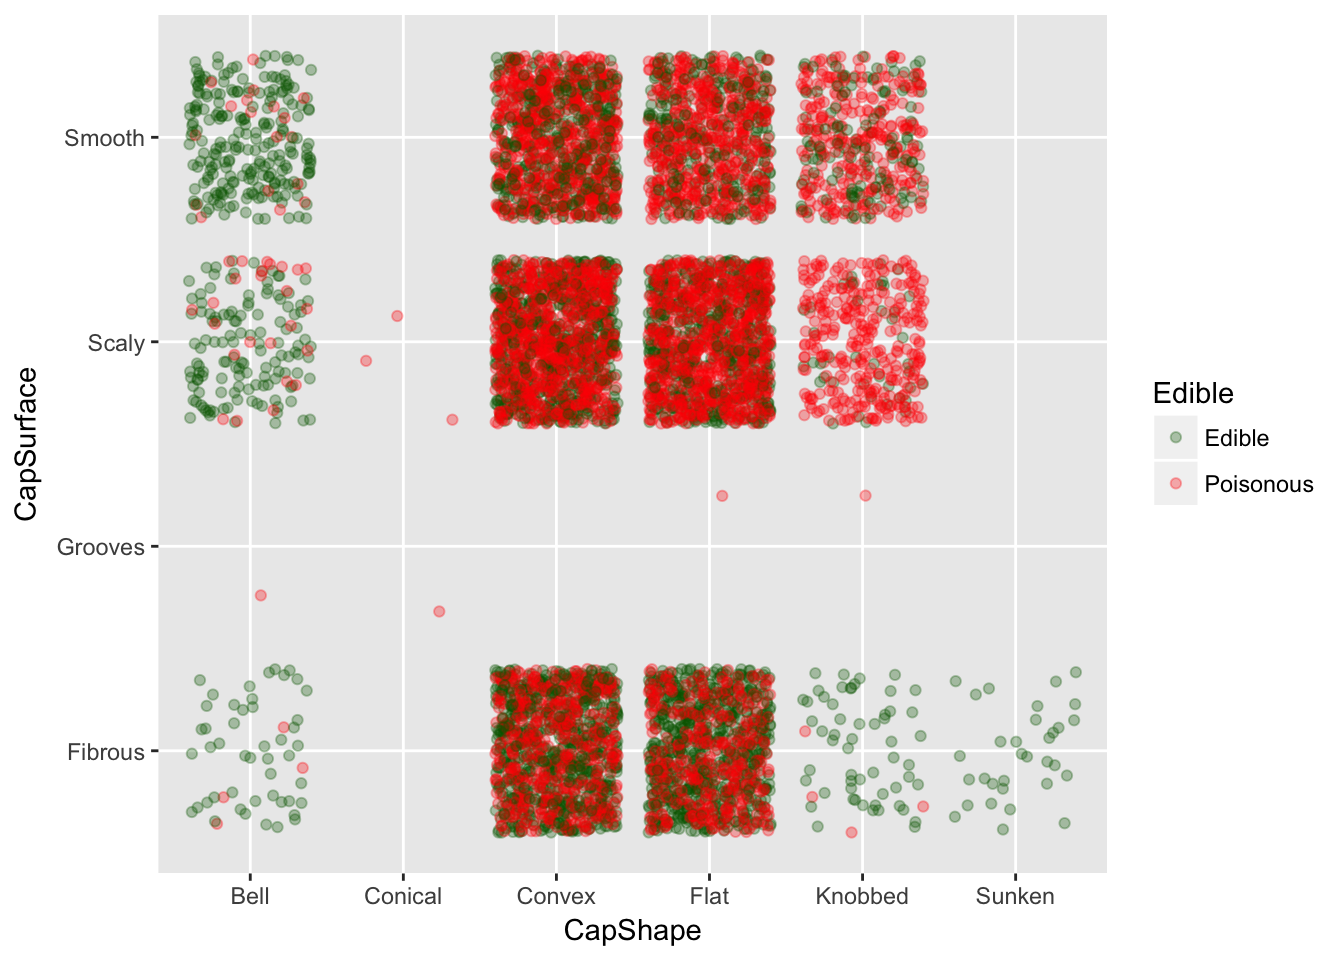 Smooth
Scaly
Grooves
Fibrous
CapSurface
Bell Conical Convex Flat Knobbed Sunken
CapShape
Edible
Edible
Poisonous